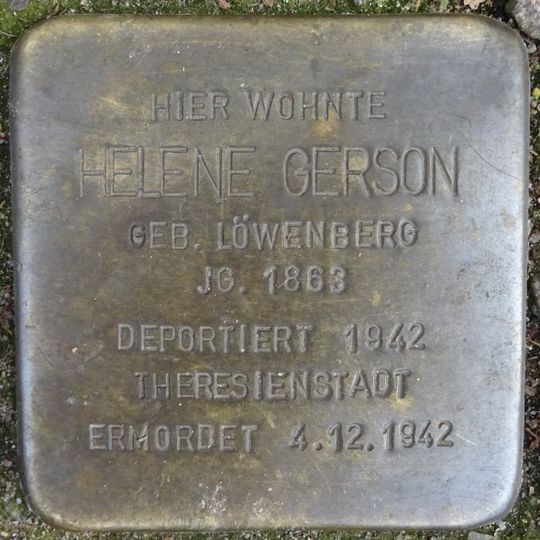 HIER WOHNTE
HELENE GERSON
GEB. LÖWENBERG
JG. 1863
DEPORTIERT 1942
THERESIENSTADT
ERMORDET 4.12.1942